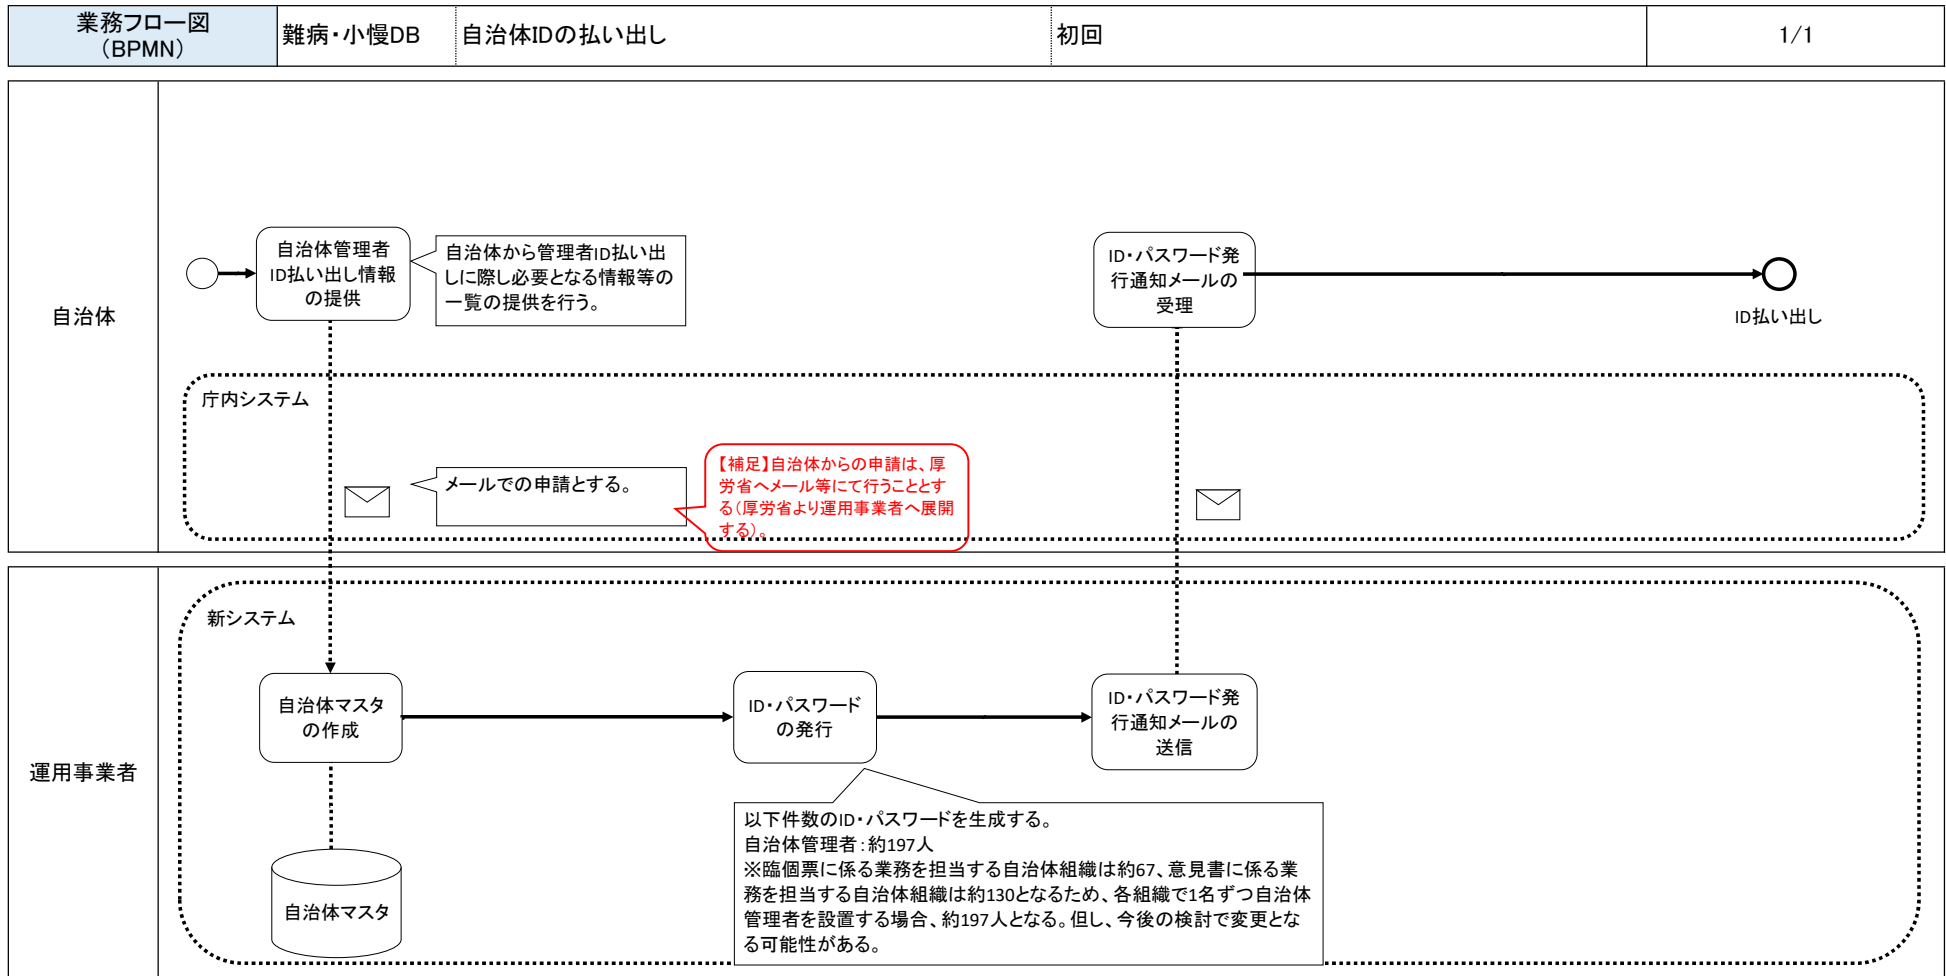 業務フロー図
（BPMN）
難病・小慢DB
自治体IDの払い出し
初回
1/1
自治体
自治体管理者
ID払い出し情報
の提供
自治体から管理者ID払い出
しに際し必要となる情報等の
一覧の提供を行う。
ID・パスワード発
行通知メールの
受理
ID払い出し
庁内システム
メールでの申請とする。
【補足】自治体からの申請は、厚
労省へメール等にて行うこととす
る（厚労省より運用事業者へ展開
する）。
運用事業者
新システム
自治体マスタ
の作成
ID・パスワード
の発行
ID・パスワード発
行通知メールの
送信
自治体マスタ
以下件数のID・パスワードを生成する。
自治体管理者：約197人
※臨個票に係る業務を担当する自治体組織は約67、意見書に係る業
務を担当する自治体組織は約130となるため、各組織で1名ずつ自治体
管理者を設置する場合、約197人となる。但し、今後の検討で変更とな
る可能性がある。